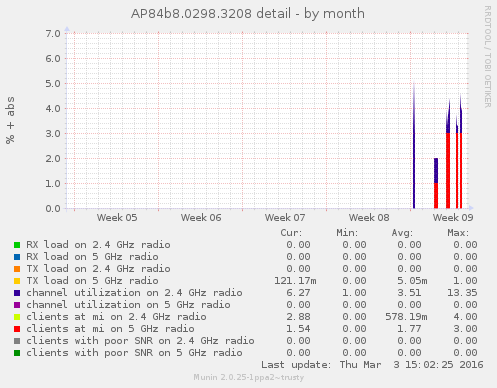 AP84b8.0298.3208 detail - by month
RRDTOOL / TOBI OETIKER
% + abs
7.0
6.0
5.0
4.0
3.0
2.0
1.0
0.0
Week 05 Week 06 Week 07 Week 08 Week 09
Cur: Min: Avg: Max:
RX load on 2.4 GHz radio 0.00 0.00 0.00 0.00
RX load on 5 GHz radio 0.00 0.00 0.00 0.00
TX load on 2.4 GHz radio 0.00 0.00 0.00 0.00
TX load on 5 GHz radio 121.17m 0.00 5.05m 1.00
channel utilization on 2.4 GHz radio 6.27 1.00 3.51 13.35
channel utilization on 5 GHz radio 0.00 0.00 0.00 0.00
clients at mi on 2.4 GHz radio 2.88 0.00 578.19m 4.00
clients at mi on 5 GHz radio 1.54 0.00 1.77 3.00
clients with poor SNR on 2.4 GHz radio 0.00 0.00 0.00 0.00
clients with poor SNR on 5 GHz radio 0.00 0.00 0.00 0.00
Last update: Thu Mar 3 15:02:25 2016
Munin 2.0.25-1ppa2~trusty